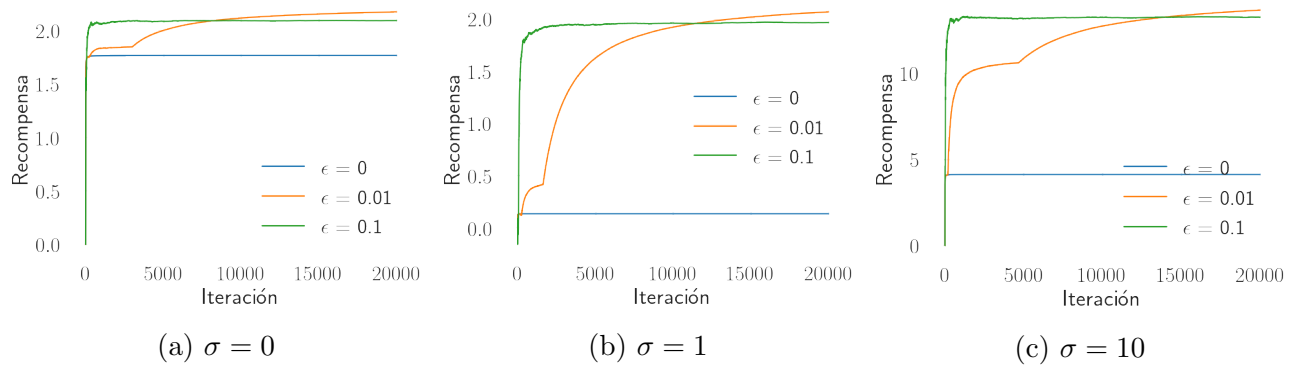 2.0
1.5
1.0
0.5
0.0
Recompensa
0 5000 10000 15000 20000
Iteración
ϵ = 0
ϵ = 0.01
ϵ = 0.1
(a) σ = 0
2.0
1.5
1.0
0.5
0.0
Recompensa
0 5000 10000 15000 20000
Iteración
ϵ = 0
ϵ = 0.01
ϵ = 0.1
(b) σ = 1
10
5
0
Recompensa
0 5000 10000 15000 20000
Iteración
ϵ = 0
ϵ = 0.01
ϵ = 0.1
(c) σ = 10